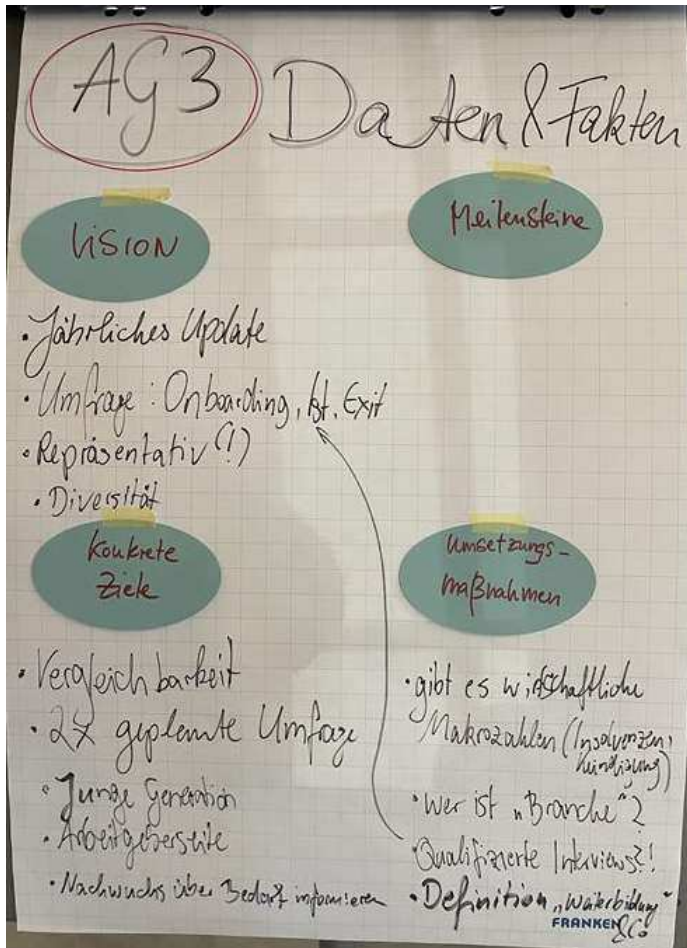 AG3 Daten & Fakten
VISION
Meilensteine
• Jährliches Update
• Umfrage: Onboarding, Ist, Exit
• Repräsentativ (!)
• Diversität
Konkrete
Ziele
• Vergleichbarkeit
• 2x geplante Umfrage
• Junge Generation
• Arbeitgeberseite
• Nachwuchs über Bedarf informieren
Umsetzungs-
maßnahmen
• gibt es wirtschaftliche
Makrozahlen (Insolvenzen,
Kündigung)
• Wer ist „Branche“?
Qualifizierte Interviews?!
• Definition „Weiterbildung“
& Co
FRANKEN